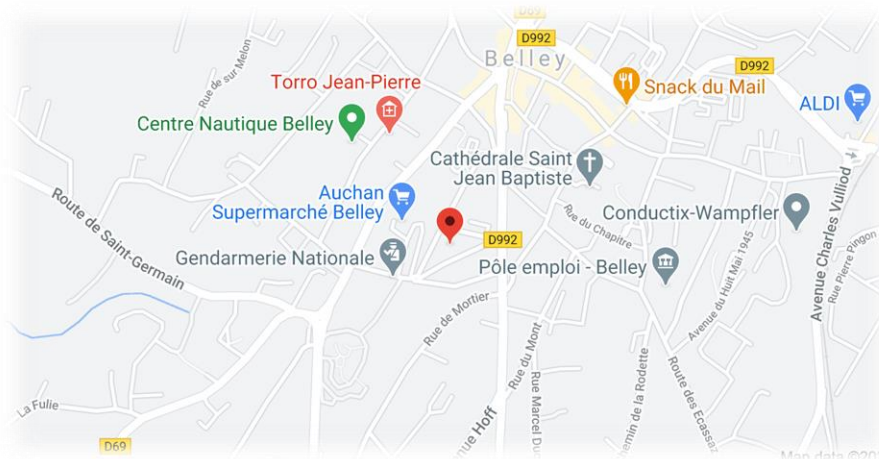 D69
D992
Belley
Rue de sur Melon
Torro Jean-Pierre
Snack du Mail
D992
ALDI
Centre Nautique Belley
Cathédrale Saint
Jean Baptiste
Auchan
Supermarché Belley
Route de Saint-Germain
Rue du Chapitre
Conductix-Wampfler
Avenue Charles Vulliod
Rue Pierre Pingon
Gendarmerie Nationale
D992
Pôle emploi - Belley
Avenue du Huit Mai 1945
Rue de Mortier
Rue du Mont
Rue Marcel
de la Rodette
Route des
La Fulie
Hoff
D69
Map data